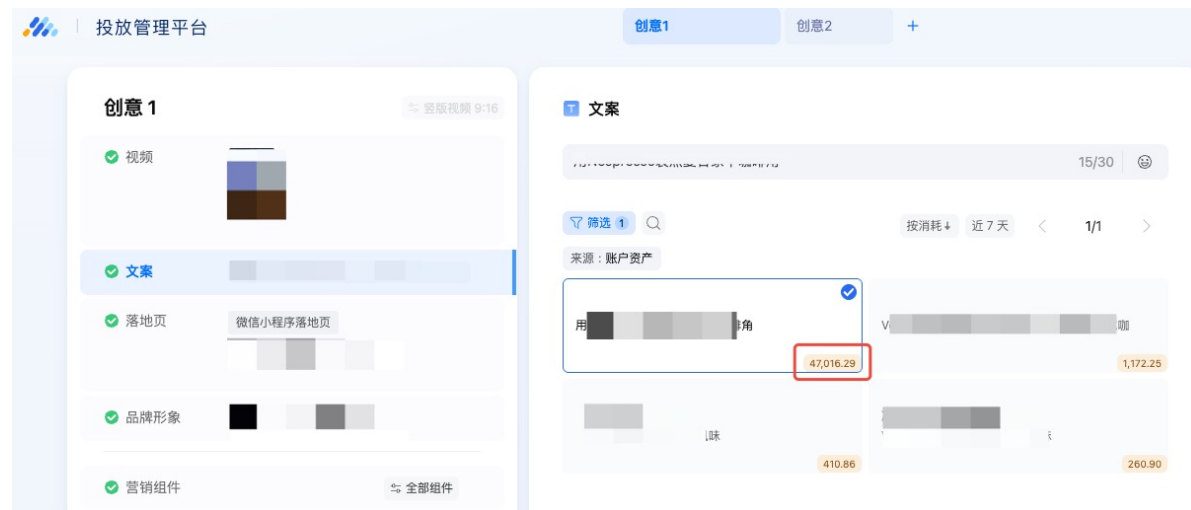 投放管理平台
创意1
创意2
+
创意 1
竖版视频 9:16
视频
文案
落地页
微信小程序落地页
品牌形象
营销组件
全部组件
T 文案
15/30
筛选 1
按消耗↓
近 7 天
< 1/1 >
来源：账户资产
用
角
47,016.29
V
咖
1,172.25
味
410.86
260.90